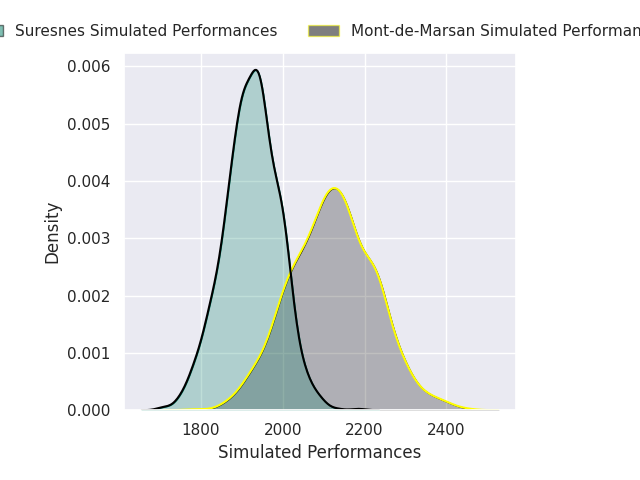 Suresnes Simulated Performances
Mont-de-Marsan Simulated
0.006
0.005
0.004
0.003
0.002
0.001
0.000
Density
1800 2000 2200 2400
Simulated Performances